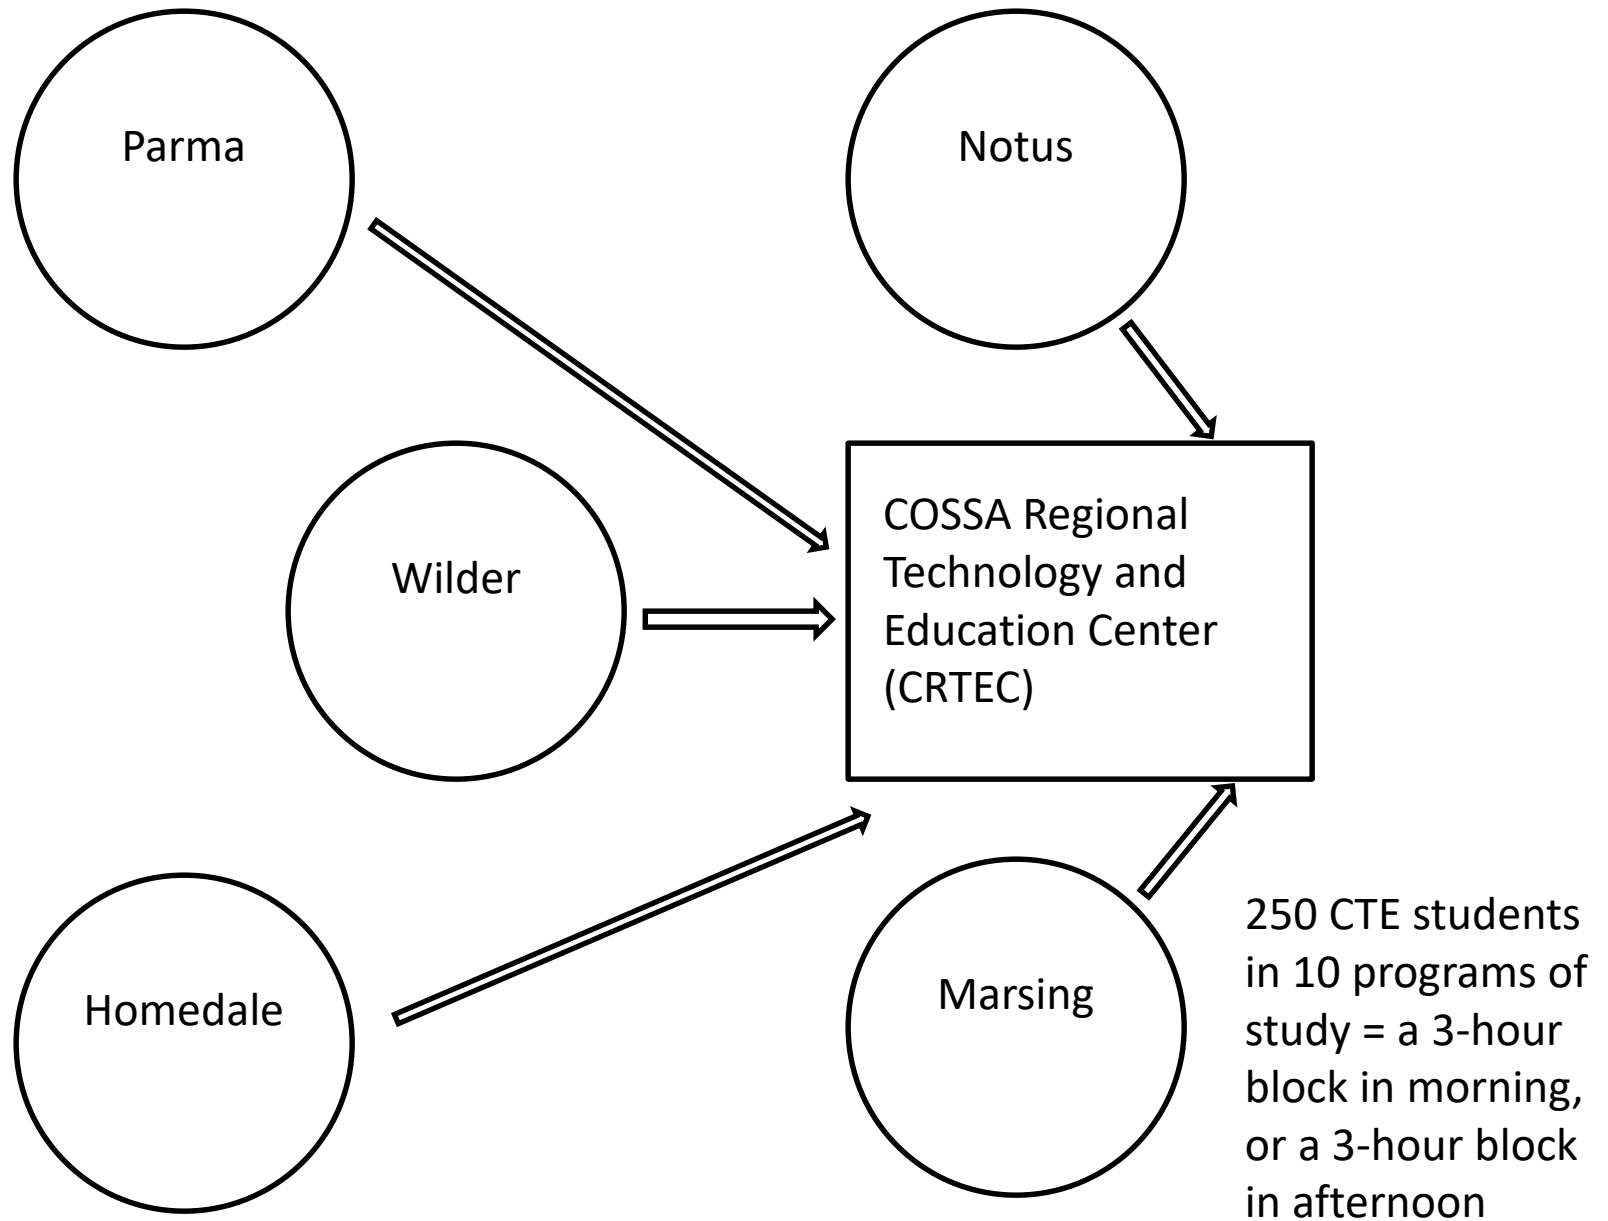 Parma
Notus
Wilder
COSSA Regional
Technology and
Education Center
(CRTEC)
Homedale
Marsing
250 CTE students
in 10 programs of
study = a 3-hour
block in morning,
or a 3-hour block
in afternoon